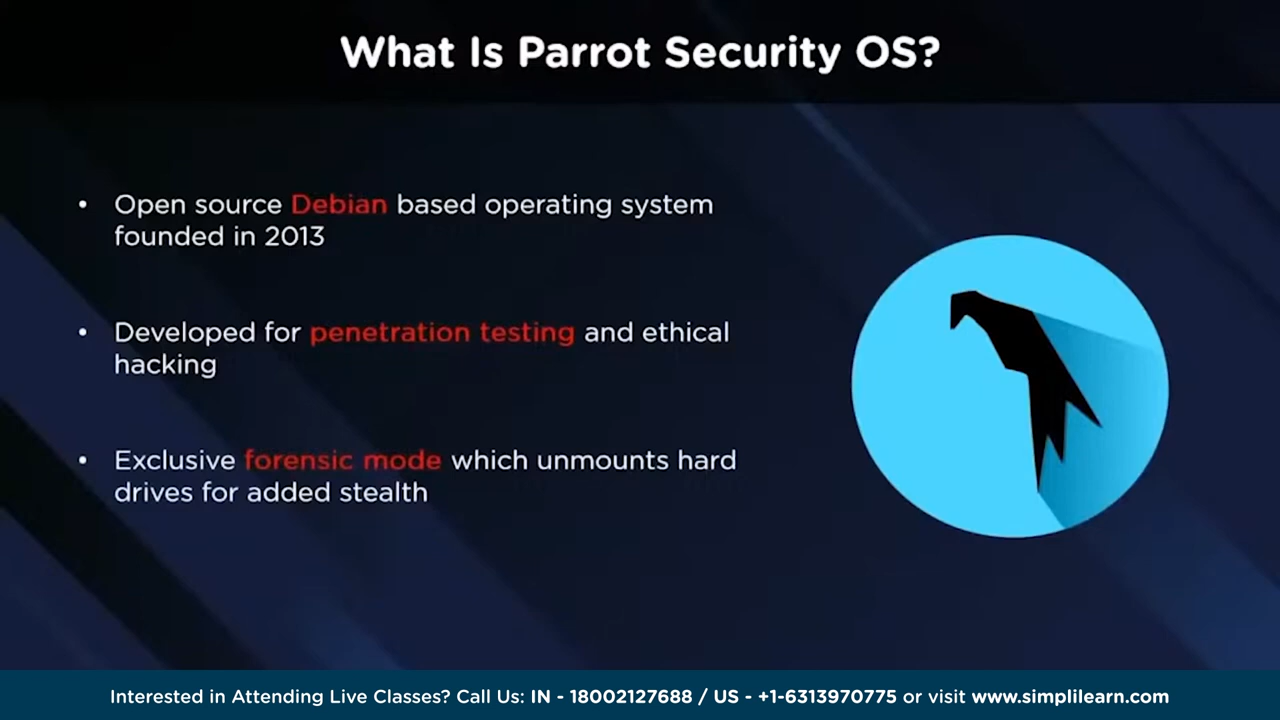 What Is Parrot Security OS?
• Open source Debian based operating system
founded in 2013
• Developed for penetration testing and ethical
hacking
• Exclusive forensic mode which unmounts hard
drives for added stealth
Interested in Attending Live Classes? Call Us: IN - 18002127688 / US - +1-6313970775 or visit www.simplilearn.com